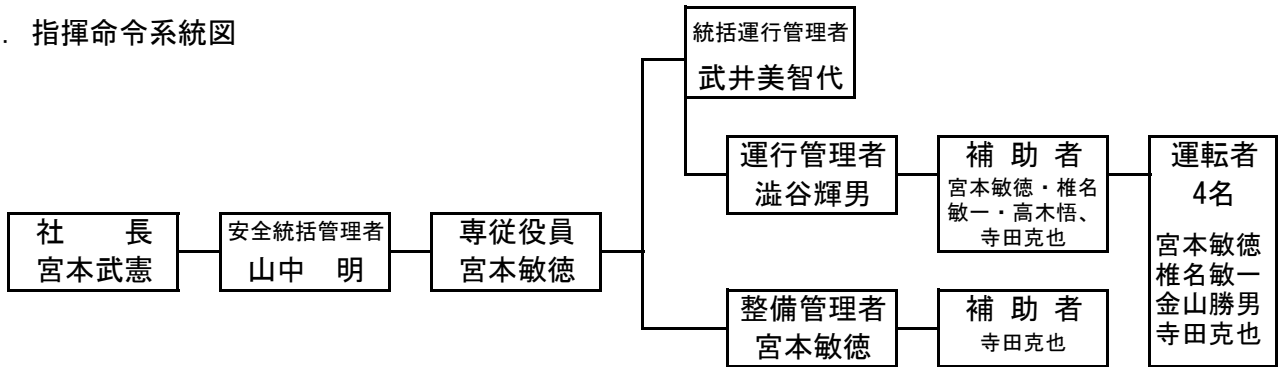 . 指揮命令系統図
統括運行管理者
武井美智代
運行管理者
澁谷輝男
補 助 者
宮本敏徳・椎名
敏一・高木悟、
寺田克也
運転者
4名
宮本敏徳
椎名敏一
金山勝男
寺田克也
社　　長
宮本武憲
安全統括管理者
山中　明
専従役員
宮本敏徳
整備管理者
宮本敏徳
補 助 者
寺田克也